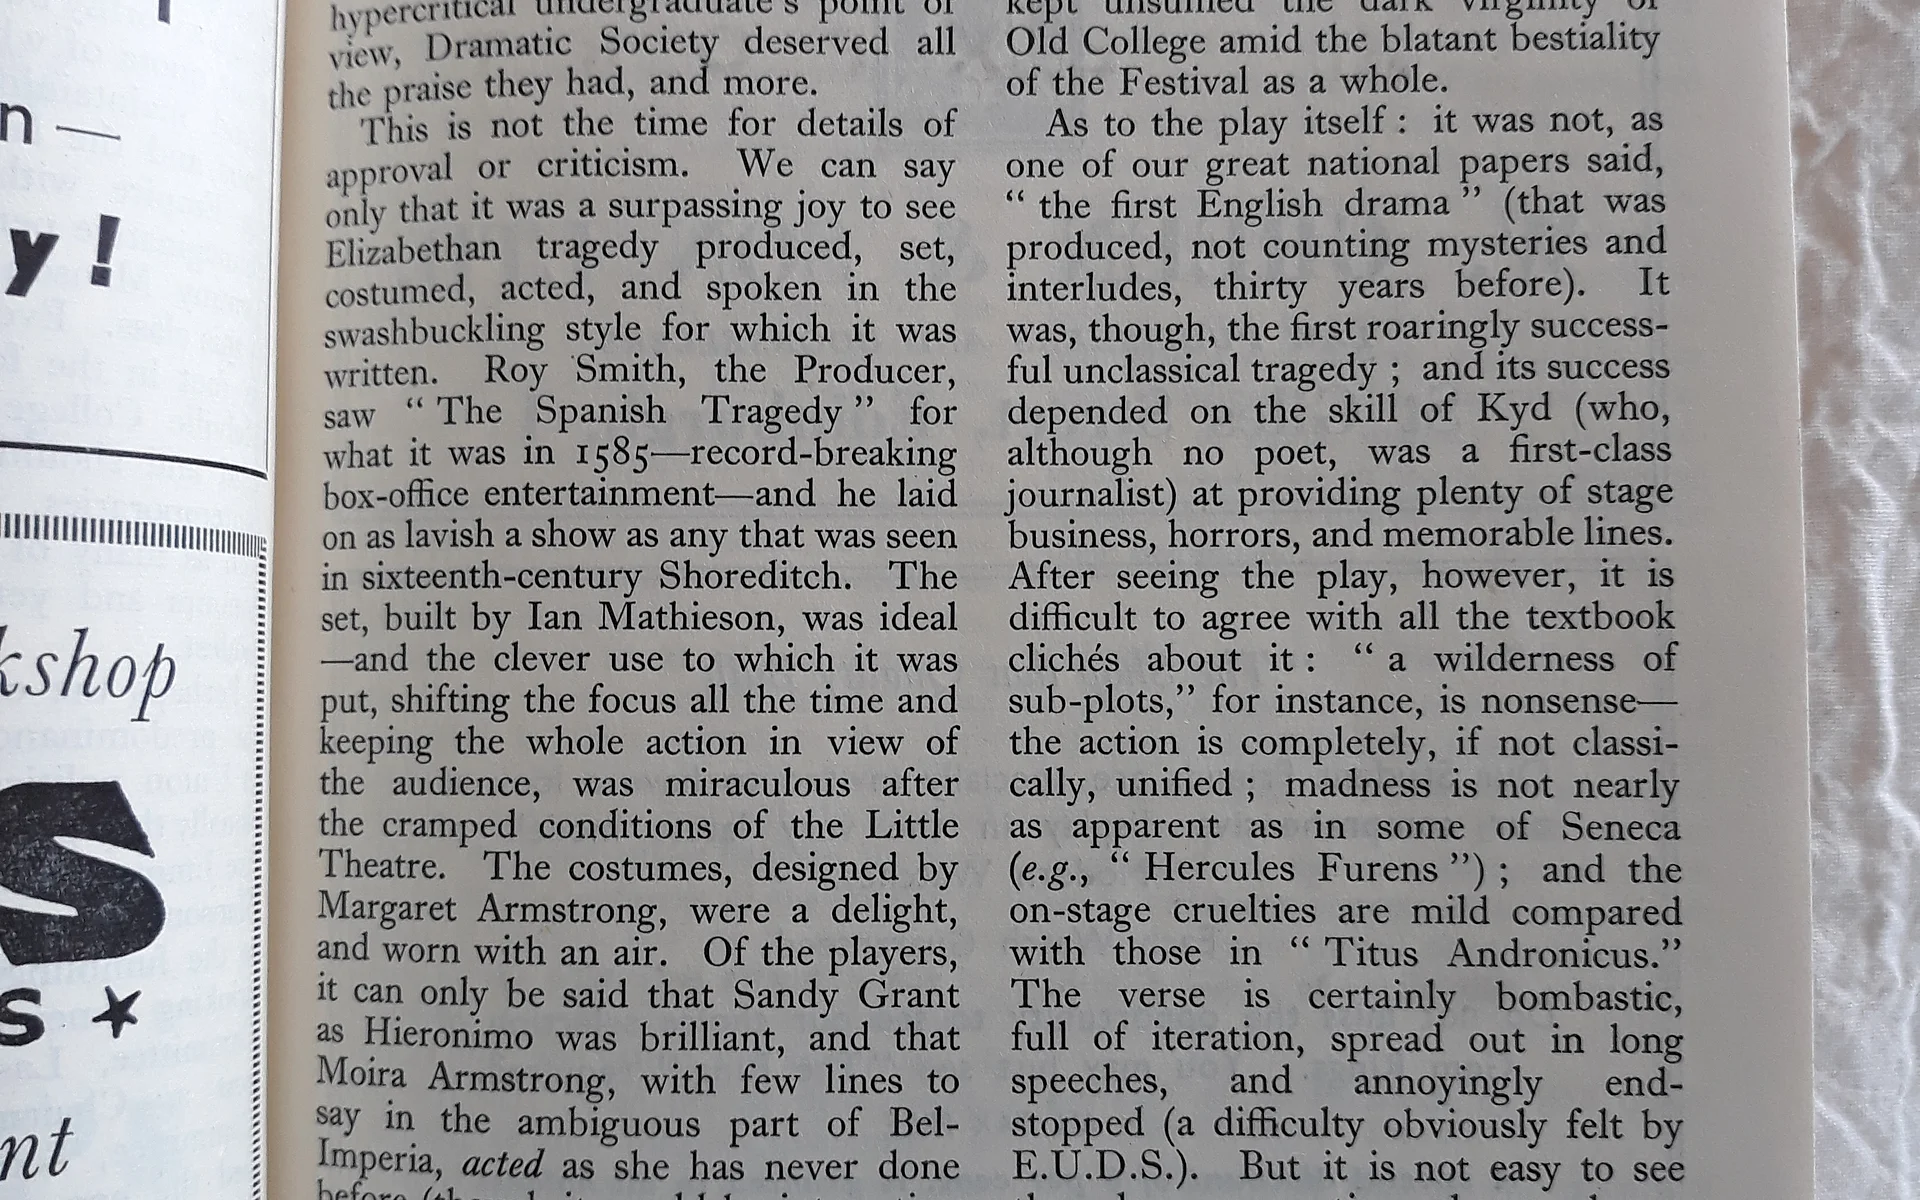 n —
y !
kshop
S
s ★
nt
hypercritical undergraduate's point of
view, Dramatic Society deserved all
the praise they had, and more.
This is not the time for details of
approval or criticism. We can say
only that it was a surpassing joy to see
Elizabethan tragedy produced, set,
costumed, acted, and spoken in the
swashbuckling style for which it was
written. Roy Smith, the Producer,
saw “ The Spanish Tragedy ” for
what it was in 1585—record-breaking
box-office entertainment—and he laid
on as lavish a show as any that was seen
in sixteenth-century Shoreditch. The
set, built by Ian Mathieson, was ideal
—and the clever use to which it was
put, shifting the focus all the time and
keeping the whole action in view of
the audience, was miraculous after
the cramped conditions of the Little
Theatre. The costumes, designed by
Margaret Armstrong, were a delight,
and worn with an air. Of the players,
it can only be said that Sandy Grant
as Hieronimo was brilliant, and that
Moira Armstrong, with few lines to
say in the ambiguous part of Bel-
Imperia, acted as she has never done
before
kept unsullied the dark virginity of
Old College amid the blatant bestiality
of the Festival as a whole.
As to the play itself : it was not, as
one of our great national papers said,
“ the first English drama ” (that was
produced, not counting mysteries and
interludes, thirty years before). It
was, though, the first roaringly success-
ful unclassical tragedy ; and its success
depended on the skill of Kyd (who,
although no poet, was a first-class
journalist) at providing plenty of stage
business, horrors, and memorable lines.
After seeing the play, however, it is
difficult to agree with all the textbook
clichés about it : “ a wilderness of
sub-plots,” for instance, is nonsense—
the action is completely, if not classi-
cally, unified ; madness is not nearly
as apparent as in some of Seneca
(e.g., “ Hercules Furens ”) ; and the
on-stage cruelties are mild compared
with those in “ Titus Andronicus.”
The verse is certainly bombastic,
full of iteration, spread out in long
speeches, and annoyingly end-
stopped (a difficulty obviously felt by
E.U.D.S.). But it is not easy to see